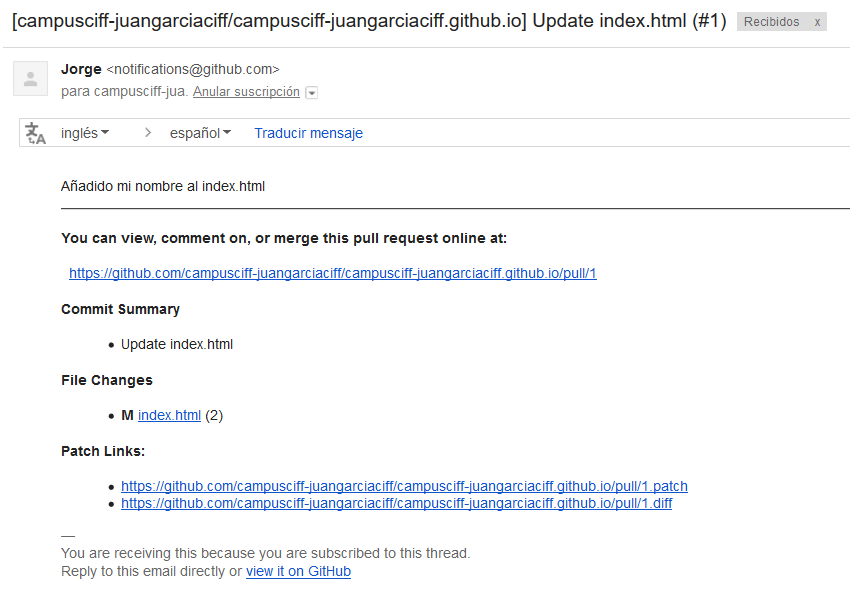 [campusciff-juangarciaciff/campusciff-juangarciaciff.github.io] Update index.html (#1) Recibidos x
Jorge <notifications@github.com>
para campusciff-jua. Anular suscripción
inglés > español Traducir mensaje
Añadido mi nombre al index.html
You can view, comment on, or merge this pull request online at:
https://github.com/campusciff-juangarciaciff/campusciff-juangarciaciff.github.io/pull/1
Commit Summary
• Update index.html
File Changes
• M index.html (2)
Patch Links:
• https://github.com/campusciff-juangarciaciff/campusciff-juangarciaciff.github.io/pull/1.patch
• https://github.com/campusciff-juangarciaciff/campusciff-juangarciaciff.github.io/pull/1.diff
—
You are receiving this because you are subscribed to this thread.
Reply to this email directly or view it on GitHub